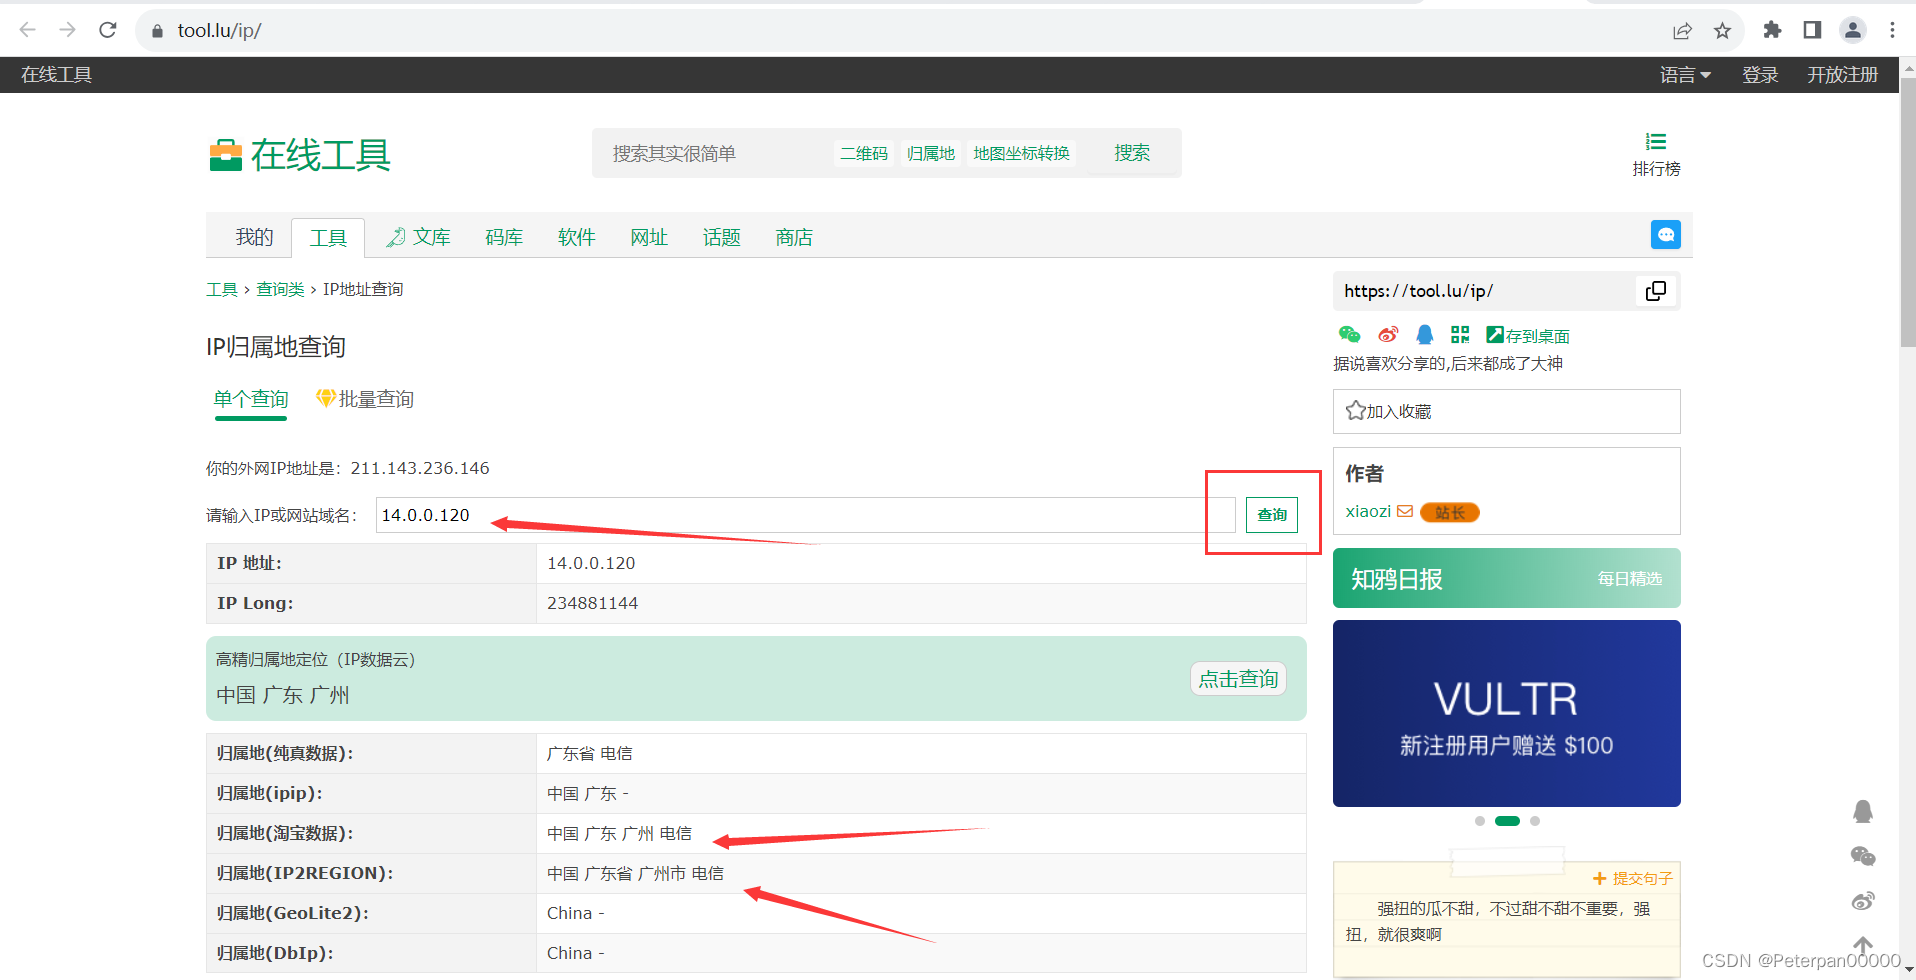 tool.lu/ip/
在线工具
语言
登录
开放注册
在线工具
搜索其实很简单
二维码
归属地
地图坐标转换
搜索
排行榜
我的
工具
文库
码库
软件
网址
话题
商店
工具 › 查询类 › IP地址查询
IP归属地查询
单个查询
批量查询
你的外网IP地址是：211.143.236.146
请输入IP或网站域名：
14.0.0.120
查询
IP 地址:
14.0.0.120
IP Long:
234881144
高精归属地定位（IP数据云）
中国 广东 广州
点击查询
归属地(纯真数据):
广东省 电信
归属地(ipip):
中国 广东 -
归属地(淘宝数据):
中国 广东 广州 电信
归属地(IP2REGION):
中国 广东省 广州市 电信
归属地(GeoLite2):
China -
归属地(DbIp):
China -
https://tool.lu/ip/
存到桌面
据说喜欢分享的,后来都成了大神
加入收藏
作者
xiaozi
站长
知鸦日报
每日精选
VULTR
新注册用户赠送 $100
提交句子
强扭的瓜不甜，不过甜不甜不重要，强
扭，就很爽啊
CSDN @Peterpan00000